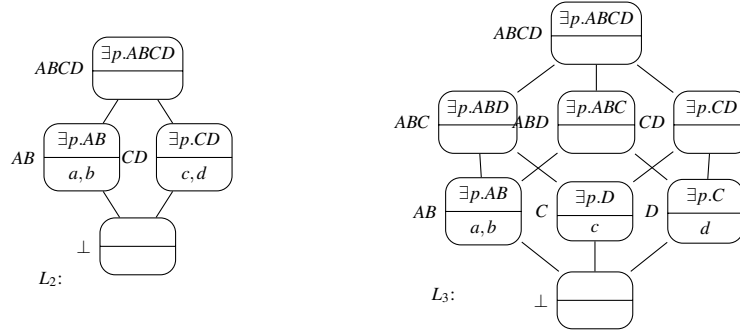 ∃p.ABCD
ABCD
∃p.AB
AB
a,b
∃p.CD
CD
c,d
⊥
L₂:
∃p.ABCD
ABCD
∃p.ABD
ABC
∃p.ABC
ABD
∃p.CD
CD
∃p.AB
AB
a,b
∃p.D
C
c
∃p.C
D
d
⊥
L₃: